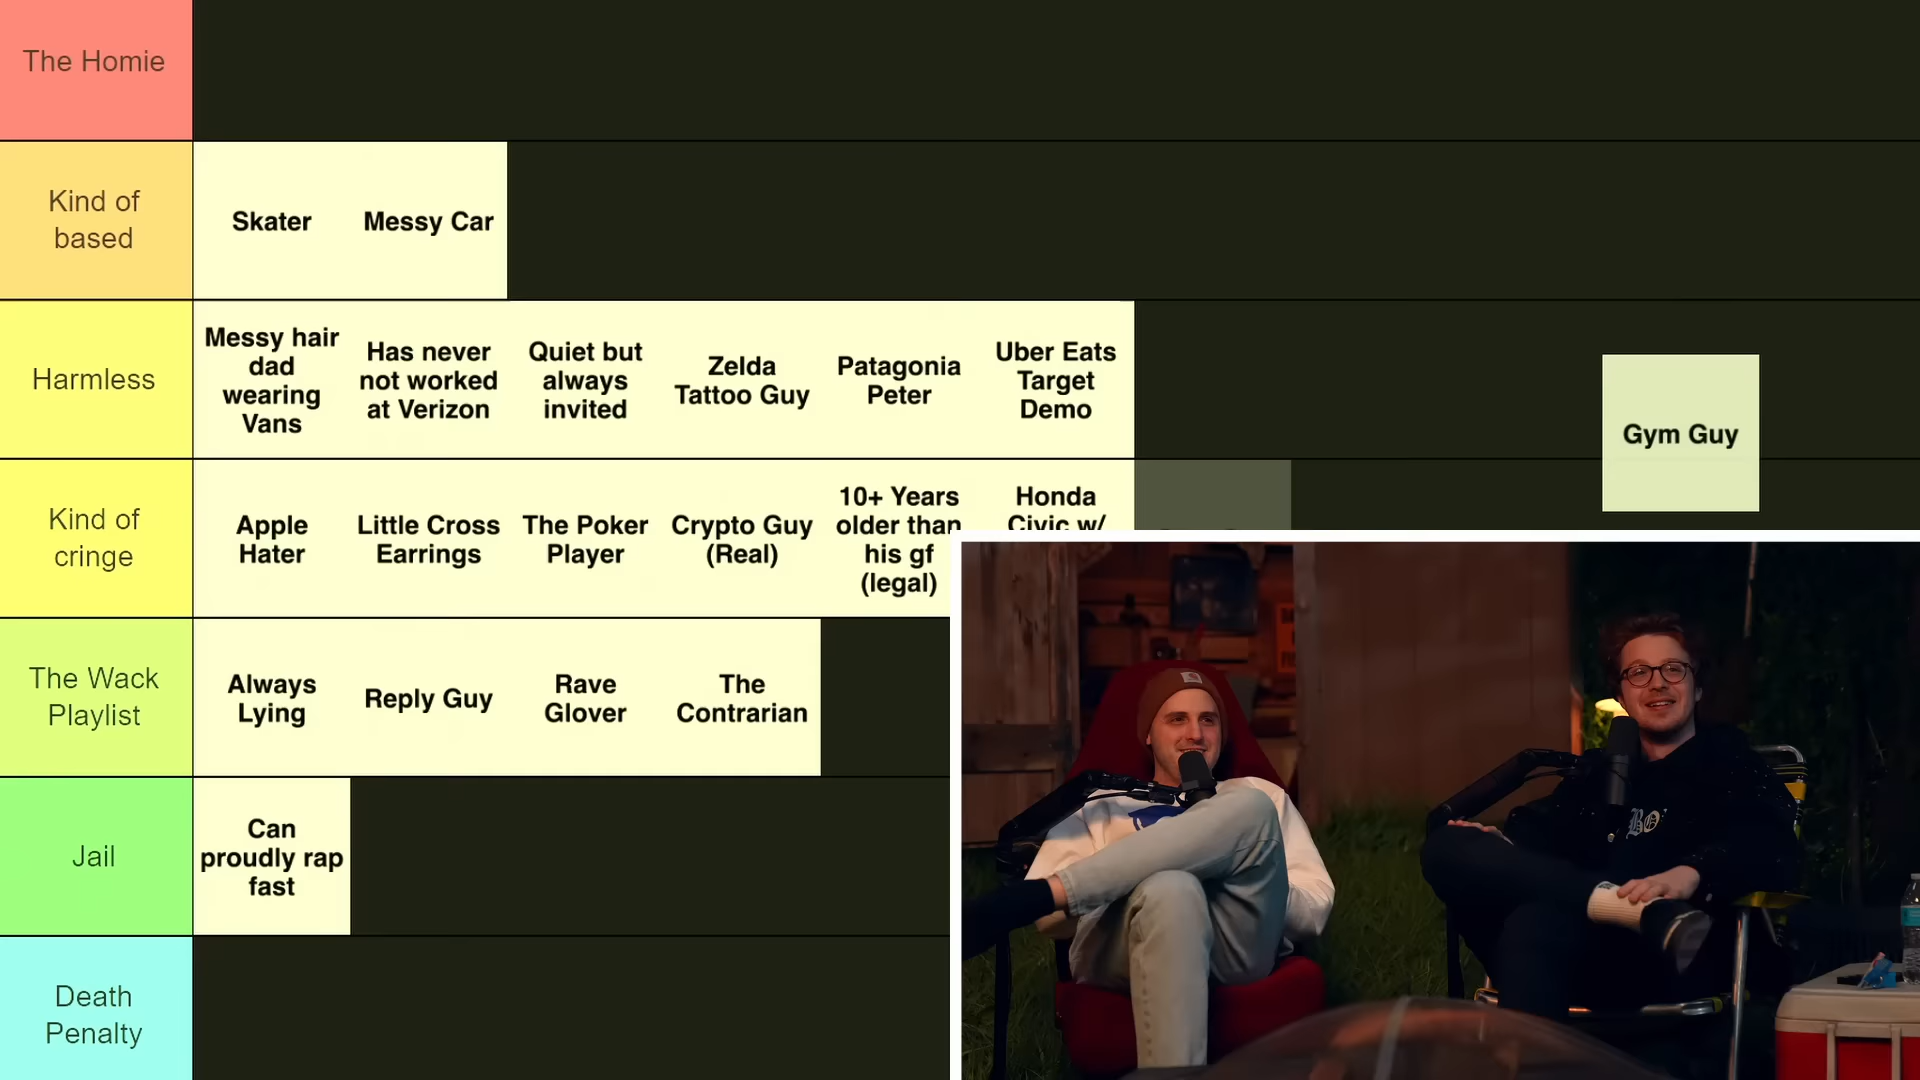 The Homie
Kind of
based
Skater
Messy Car
Harmless
Messy hair
dad
wearing
Vans
Has never
not worked
at Verizon
Quiet but
always
invited
Zelda
Tattoo Guy
Patagonia
Peter
Uber Eats
Target
Demo
Gym Guy
Kind of
cringe
Apple
Hater
Little Cross
Earrings
The Poker
Player
Crypto Guy
(Real)
10+ Years
older than
his gf
(legal)
Honda
Civic w/
The Wack
Playlist
Always
Lying
Reply Guy
Rave
Glover
The
Contrarian
Jail
Can
proudly rap
fast
Death
Penalty